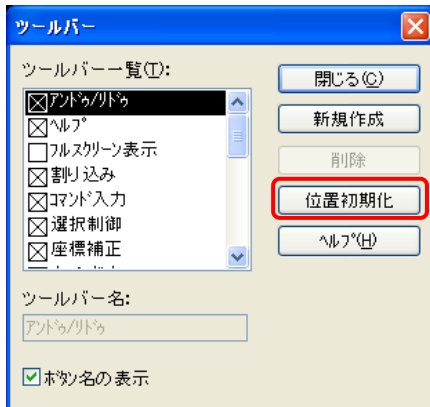 ツールバー
ツールバー一覧(T):
アンドゥ/リドゥ
ヘルプ
フルスクリーン表示
割り込み
コマンド入力
選択制御
座標補正
閉じる(C)
新規作成
削除
位置初期化
ヘルプ(H)
ツールバー名:
アンドゥ/リドゥ
ボタン名の表示